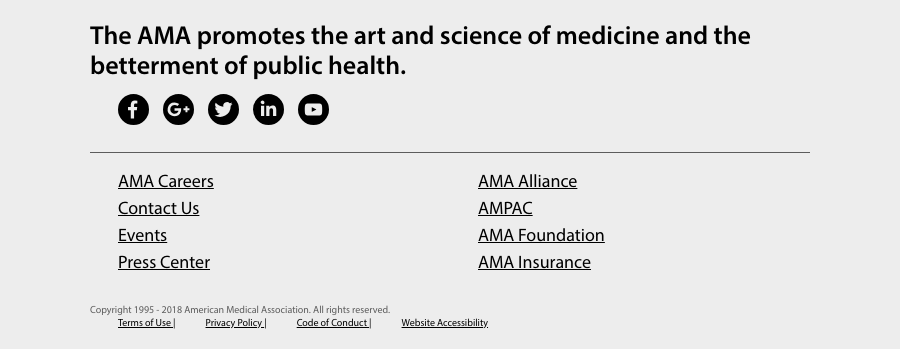 The AMA promotes the art and science of medicine and the
betterment of public health.
AMA Careers
Contact Us
Events
Press Center
AMA Alliance
AMPAC
AMA Foundation
AMA Insurance
Copyright 1995 - 2018 American Medical Association. All rights reserved.
Terms of Use | Privacy Policy | Code of Conduct | Website Accessibility